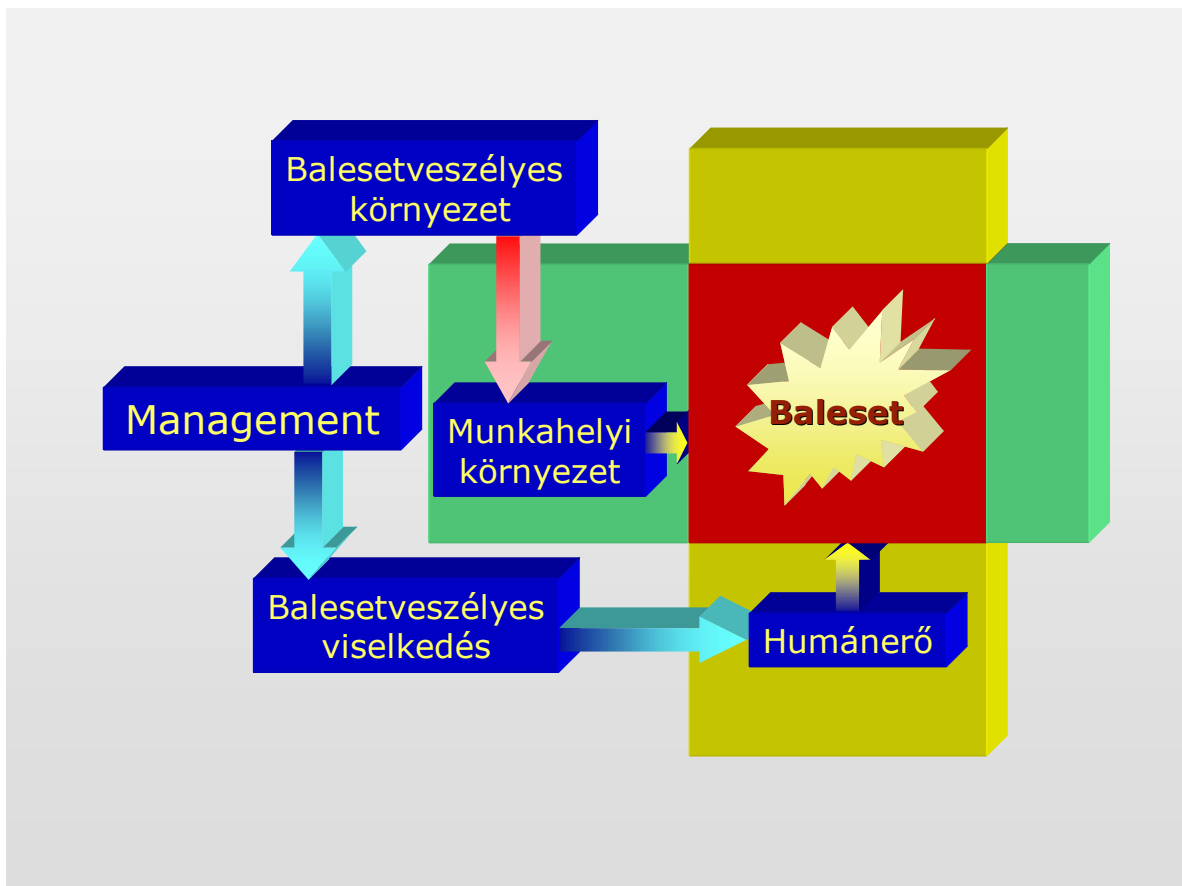 Balesetveszélyes
környezet
Management
Munkahelyi
környezet
Baleset
Balesetveszélyes
viselkedés
Humánerő